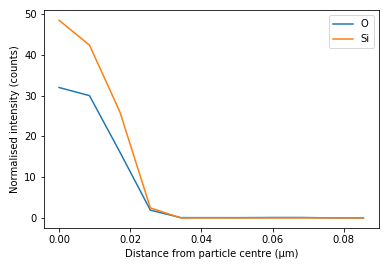 50
40
30
20
10
0
Normalised intensity (counts)
O
Si
0.00 0.02 0.04 0.06 0.08
Distance from particle centre (μm)